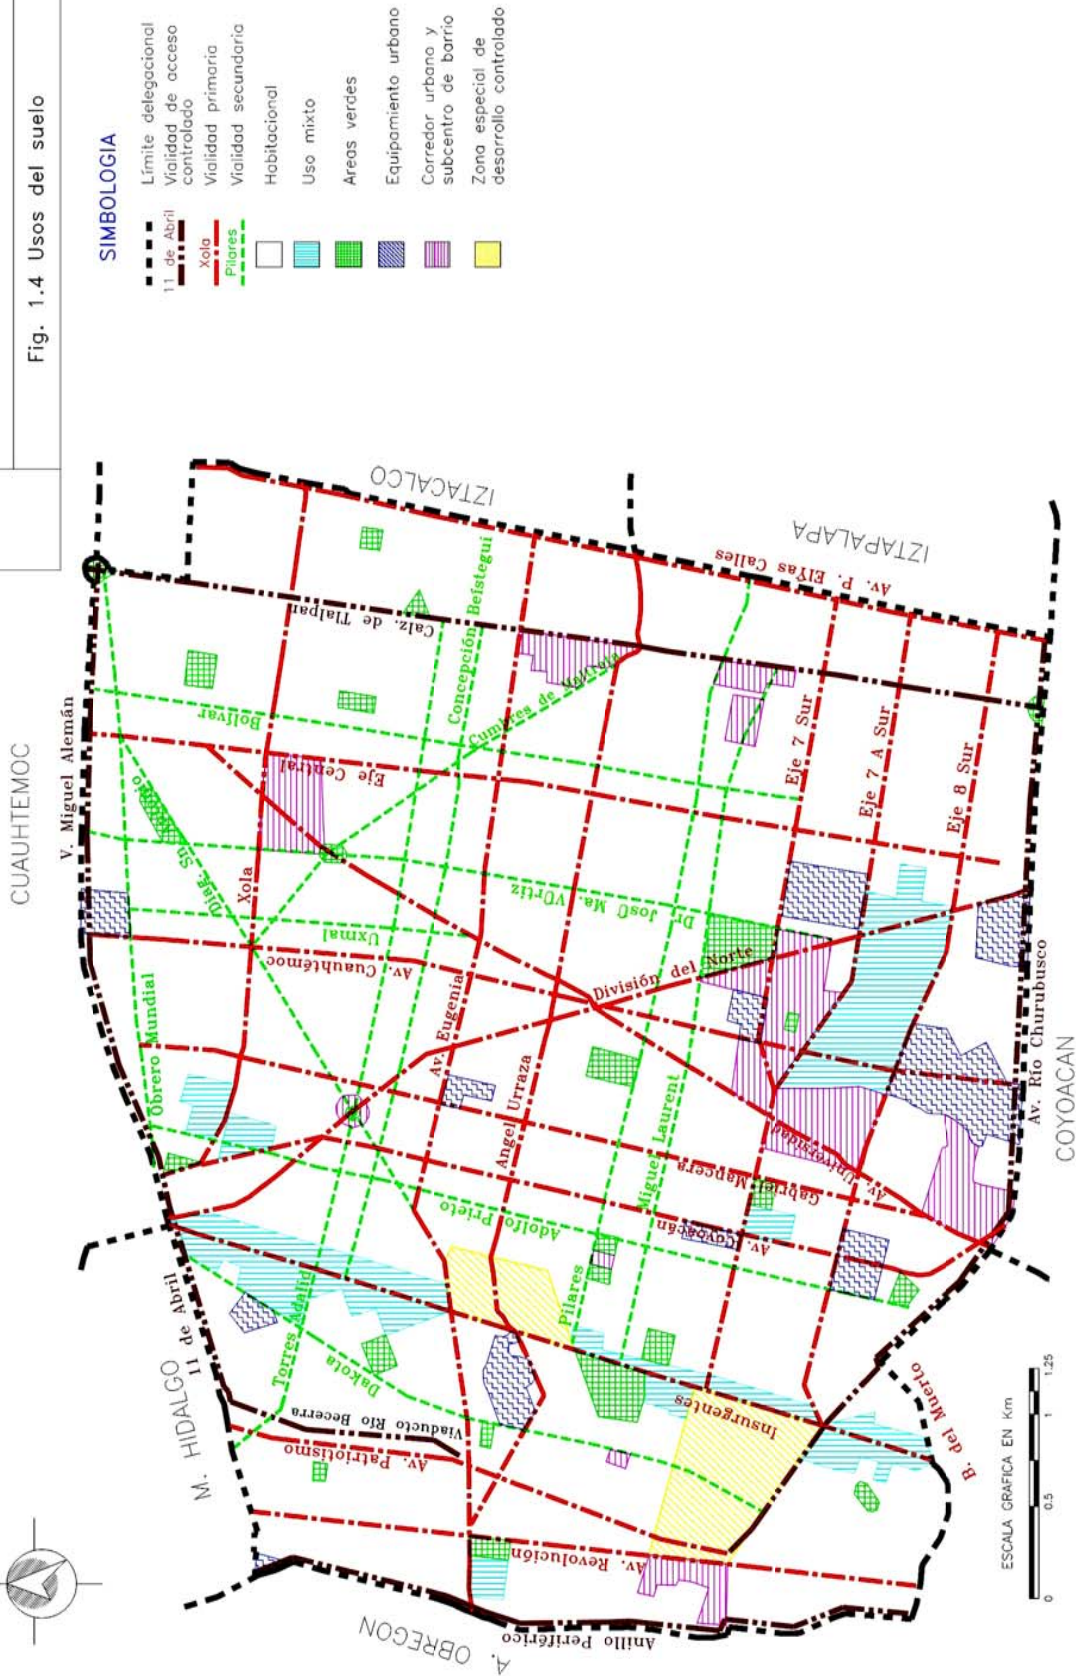 Fig. 1.4 Usos del suelo
SIMBOLOGIA
Límite delegacional
11 de Abril
Vialidad de acceso
controlado
Xola
Vialidad primaria
Pilares
Vialidad secundaria
Habitacional
Uso mixto
Areas verdes
Equipamiento urbano
Corredor urbano y
subcentro de barrio
Zona especial de
desarrollo controlado
CUAUHTEMOC
V. Miguel Alemán
IZTACALCO
IZTAPALAPA
Av. P. ElÝas Calles
Calz. de Tlalpan
Concepción Beístegui
Cumbres de Maltrata
Bolívar
Eje Central
Diag. Sn
Xola
Uxmal
Av. Cuauhtémoc
Dr. JosÚ Ma. VÚrtiz
División del Norte
Eje 7 Sur
Eje 7 A Sur
Eje 8 Sur
Obrero Mundial
Av. Eugenia
Angel Urraza
Miguel Laurent
Av. Universidad
Gabriel Mancera
Av. Coyoacán
Adolfo Prieto
Pilares
Torres Adalid
Dakota
11 de Abril
M. HIDALGO
Viaducto Río Becerra
Av. Patriotismo
Insurgentes
Av. Revolución
Anillo Periférico
A. OBREGON
B. del Muerto
Av. Río Churubusco
COYOACAN
ESCALA GRAFICA EN Km
0
0.5
1
1.25